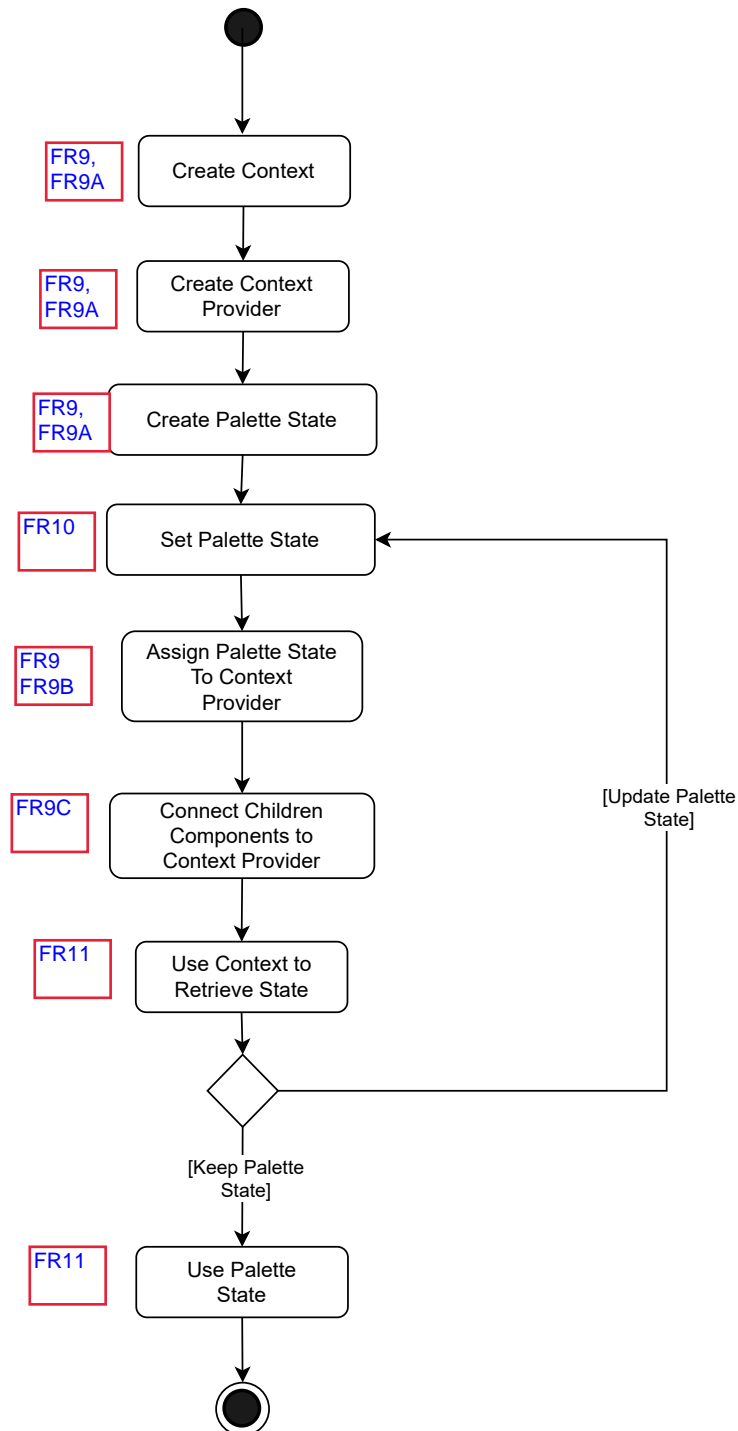 FR9,
FR9A
Create Context
FR9,
FR9A
Create Context
Provider
FR9,
FR9A
Create Palette State
FR10
Set Palette State
FR9
FR9B
Assign Palette State
To Context
Provider
[Update Palette
State]
FR9C
Connect Children
Components to
Context Provider
FR11
Use Context to
Retrieve State
[Keep Palette
State]
FR11
Use Palette
State